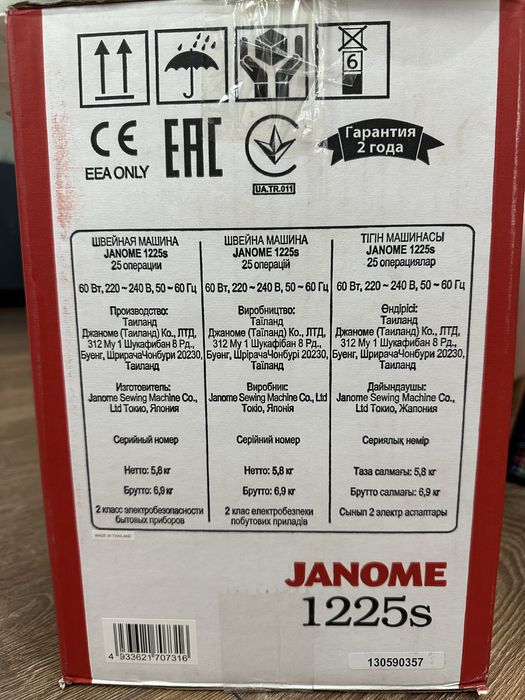 6
CE
EEA ONLY
EAC
UA.TR.011
Гарантия
2 года
ШВЕЙНАЯ МАШИНА
JANOME 1225s
25 операции
60 Вт, 220 ~ 240 В, 50 ~ 60 Гц
Производство:
Таиланд
Джаноме (Таиланд) Ко., ЛТД,
312 Му 1 Шукафибан 8 Рд.,
Буенг, ШрирачаЧонбури 20230,
Таиланд
Изготовитель:
Janome Sewing Machine Co.,
Ltd Токио, Япония
Серийный номер
Нетто: 5,8 кг
Брутто: 6,9 кг
2 класс электробезопасности
бытовых приборов
ШВЕЙНА МАШИНА
JANOME 1225s
25 операцій
60 Вт, 220 ~ 240 В, 50 ~ 60 Гц
Виробництво:
Таїланд
Джаноме (Таїланд) Ко., ЛТД,
312 Му 1 Шукафібан 8 Рд.,
Буенг, ШрірачаЧонбурі 20230,
Таїланд
Виробник:
Janome Sewing Machine Co., Ltd
Токіо, Японія
Серійний номер
Нетто: 5,8 кг
Брутто: 6,9 кг
2 клас електробезпеки
побутових приладів
ТІГІН МАШИНАСЫ
JANOME 1225s
25 операциялар
60 Вт, 220 ~ 240 В, 50 ~ 60 Гц
Өндірісі:
Таиланд
Джаноме (Таиланд) Ко., ЛТД,
312 Му 1 Шукафибан 8 Рд.,
Буенг, ШрирачаЧонбури 20230,
Таиланд
Дайындаушы:
Janome Sewing Machine Co.,
Ltd Токио, Жапония
Сериялық немір
Таза салмағы: 5,8 кг
Брутто салмағы: 6,9 кг
Сынып 2 электр аспаптары
MADE IN THAILAND
JANOME
1225s
4 933621 707316
130590357